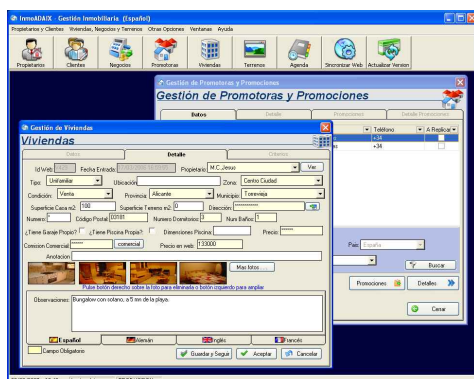 InmoADAIX - Gestión Inmobiliaria (Español)
Propietarios y Clientes Viviendas, Negocios y Terrenos Otras Opciones Ventanas Ayuda
Propietarios Clientes Negocios Promotoras Viviendas Terrenos Agenda Sincronizar Web Actualizar Version
Gestión de Promotoras y Promociones
Gestión de Promotoras y Promociones
Datos Detalle Promociones Detalle Promociones
Teléfono A Replicar
+34
+34
País España
Buscar
Promociones Detalles
Cerrar
Gestión de Viviendas
Viviendas
Datos Detalle Criterios
Id Web Fecha Entrada Propietario M.C.Jesus Ver
Tipo: Unifamiliar Ubicación Zona: Centro Ciudad
Condición: Venta Provincia Alicante Municipio Torrevieja
Superficie Casa m2: 100 Superficie Terreno m2: 0 Dirección: ************
Numero * Código Postal: 03181 Numero Dormitorios: 3 Num Baños: 1
¿Tiene Garaje Propio? ¿Tiene Piscina Propia? Dimensiones Piscina: Precio ******
Comision Comercial ****** comercial Precio en web: 133000
Anotacion
Mas fotos ...
Pulse botón derecho sobre la foto para eliminarla o botón izquierdo para ampliar
Observaciones: Bungalow con solario, a 5 mn de la playa.
Español Alemán Inglés Francés
Campo Obligatorio Guardar y Seguir Aceptar Cancelar